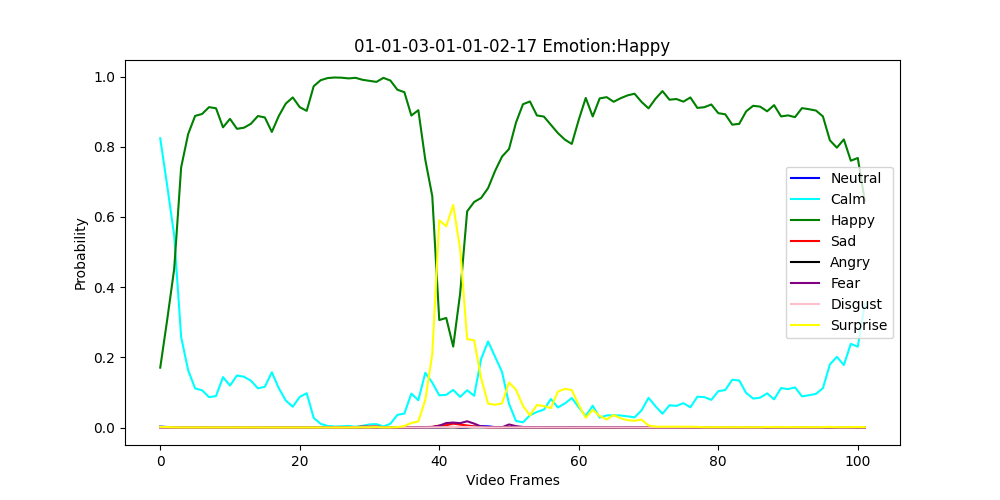 01-01-03-01-01-02-17 Emotion:Happy
1.0
0.8
0.6
0.4
0.2
0.0
Probability
0
20
40
60
80
100
Video Frames
Neutral
Calm
Happy
Sad
Angry
Fear
Disgust
Surprise